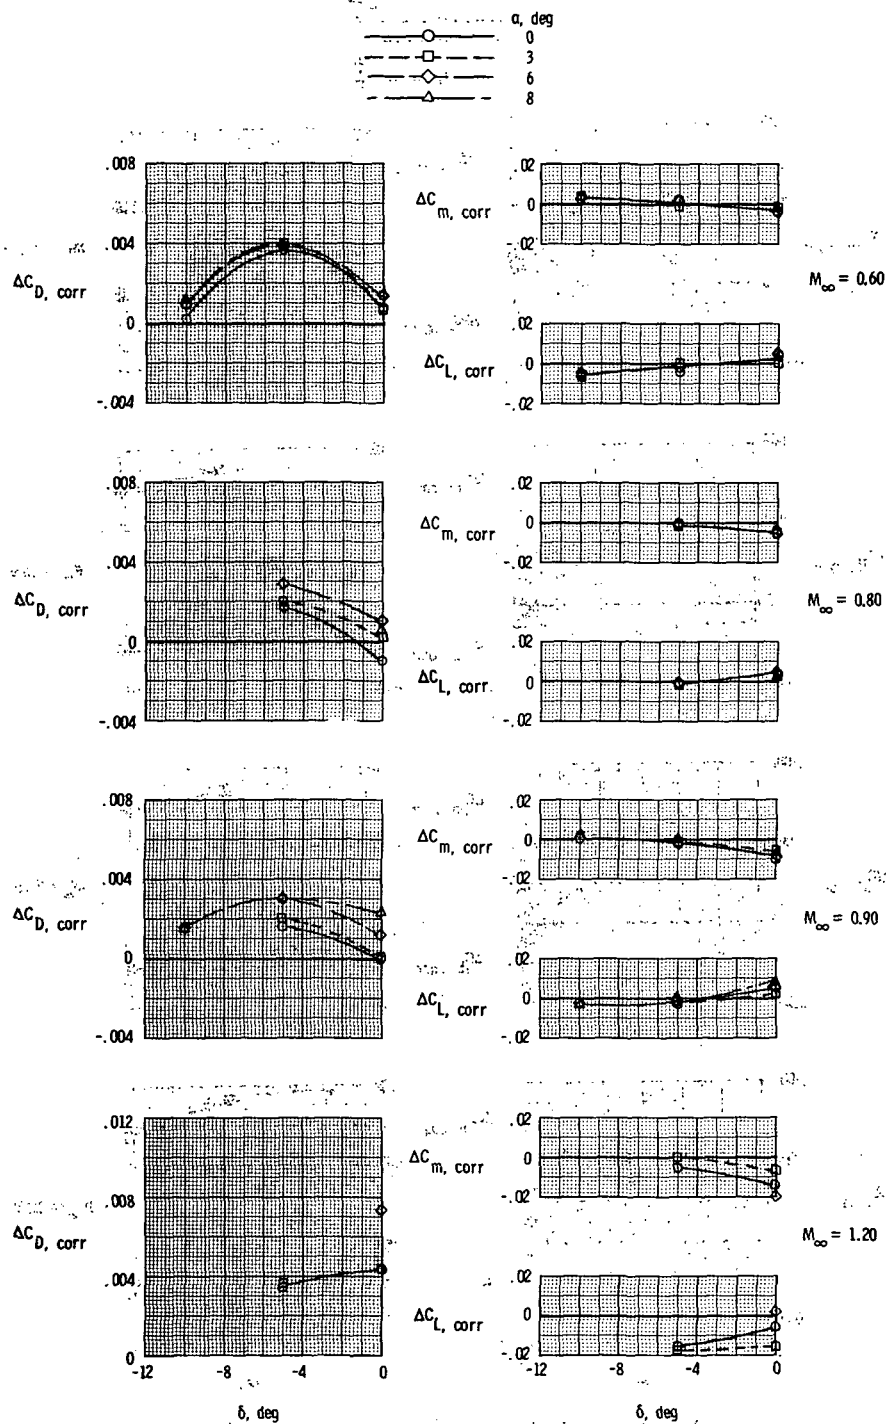 α, deg
0
3
6
8
.008
.004
0
-.004
ΔC_D, corr
.02
0
-.02
ΔC_m, corr
.02
0
-.02
ΔC_L, corr
M∞ = 0.60
.008
.004
0
-.004
ΔC_D, corr
.02
0
-.02
ΔC_m, corr
.02
0
-.02
ΔC_L, corr
M∞ = 0.80
.008
.004
0
-.004
ΔC_D, corr
.02
0
-.02
ΔC_m, corr
.02
0
-.02
ΔC_L, corr
M∞ = 0.90
.012
.008
.004
0
ΔC_D, corr
-12 -8 -4 0
δ, deg
.02
0
-.02
ΔC_m, corr
.02
0
-.02
ΔC_L, corr
-12 -8 -4 0
δ, deg
M∞ = 1.20